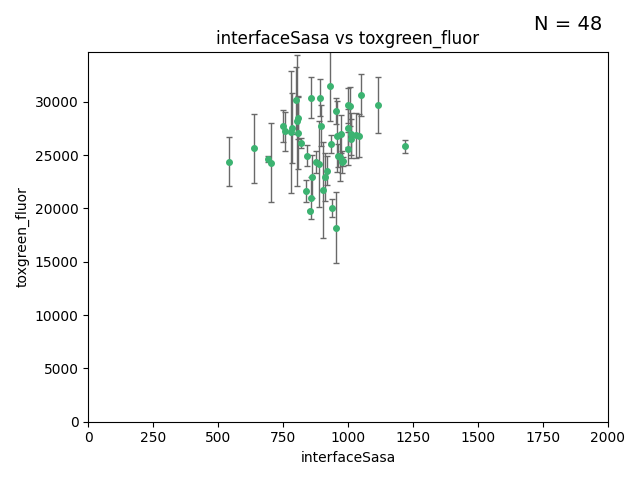 N = 48
interfaceSasa vs toxgreen_fluor
toxgreen_fluor
30000
25000
20000
15000
10000
5000
0
0 250 500 750 1000 1250 1500 1750 2000
interfaceSasa